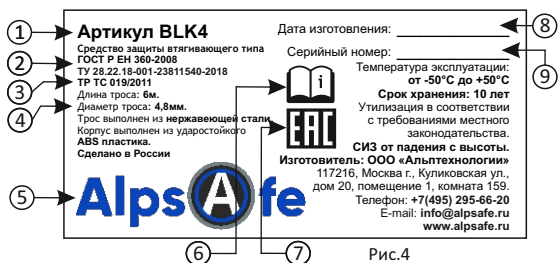 ① Артикул BLK4
Средство защиты втягивающего типа
② ГОСТ Р ЕН 360-2008
ТУ 28.22.18-001-23811540-2018
③ ТР ТС 019/2011
Длина троса: 6м.
④ Диаметр троса: 4,8мм.
Трос выполнен из нержавеющей стали
Корпус выполнен из ударостойкого
ABS пластика.
Сделано в России
⑤ AlpsAfe
Дата изготовления: ⑧
Серийный номер: ⑨
i
EAC
⑥ ⑦
Температура эксплуатации:
от -50°С до +50°С
Срок хранения: 10 лет
Утилизация в соответствии
с требованиями местного
законодательства.
СИЗ от падения с высоты.
Изготовитель: ООО «Альптехнологии»
117216, Москва г., Куликовская ул.,
дом 20, помещение 1, комната 159.
Телефон: +7(495) 295-66-20
E-mail: info@alpsafe.ru
www.alpsafe.ru
Рис.4